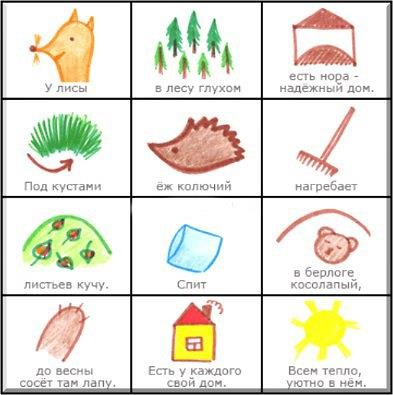 У лисы
в лесу глухом
есть нора -
надёжный дом.
Под кустами
ёж колючий
нагребает
листьев кучу.
Спит
в берлоге
косолапый,
до весны
сосёт там лапу.
Есть у каждого
свой дом.
Всем тепло,
уютно в нём.